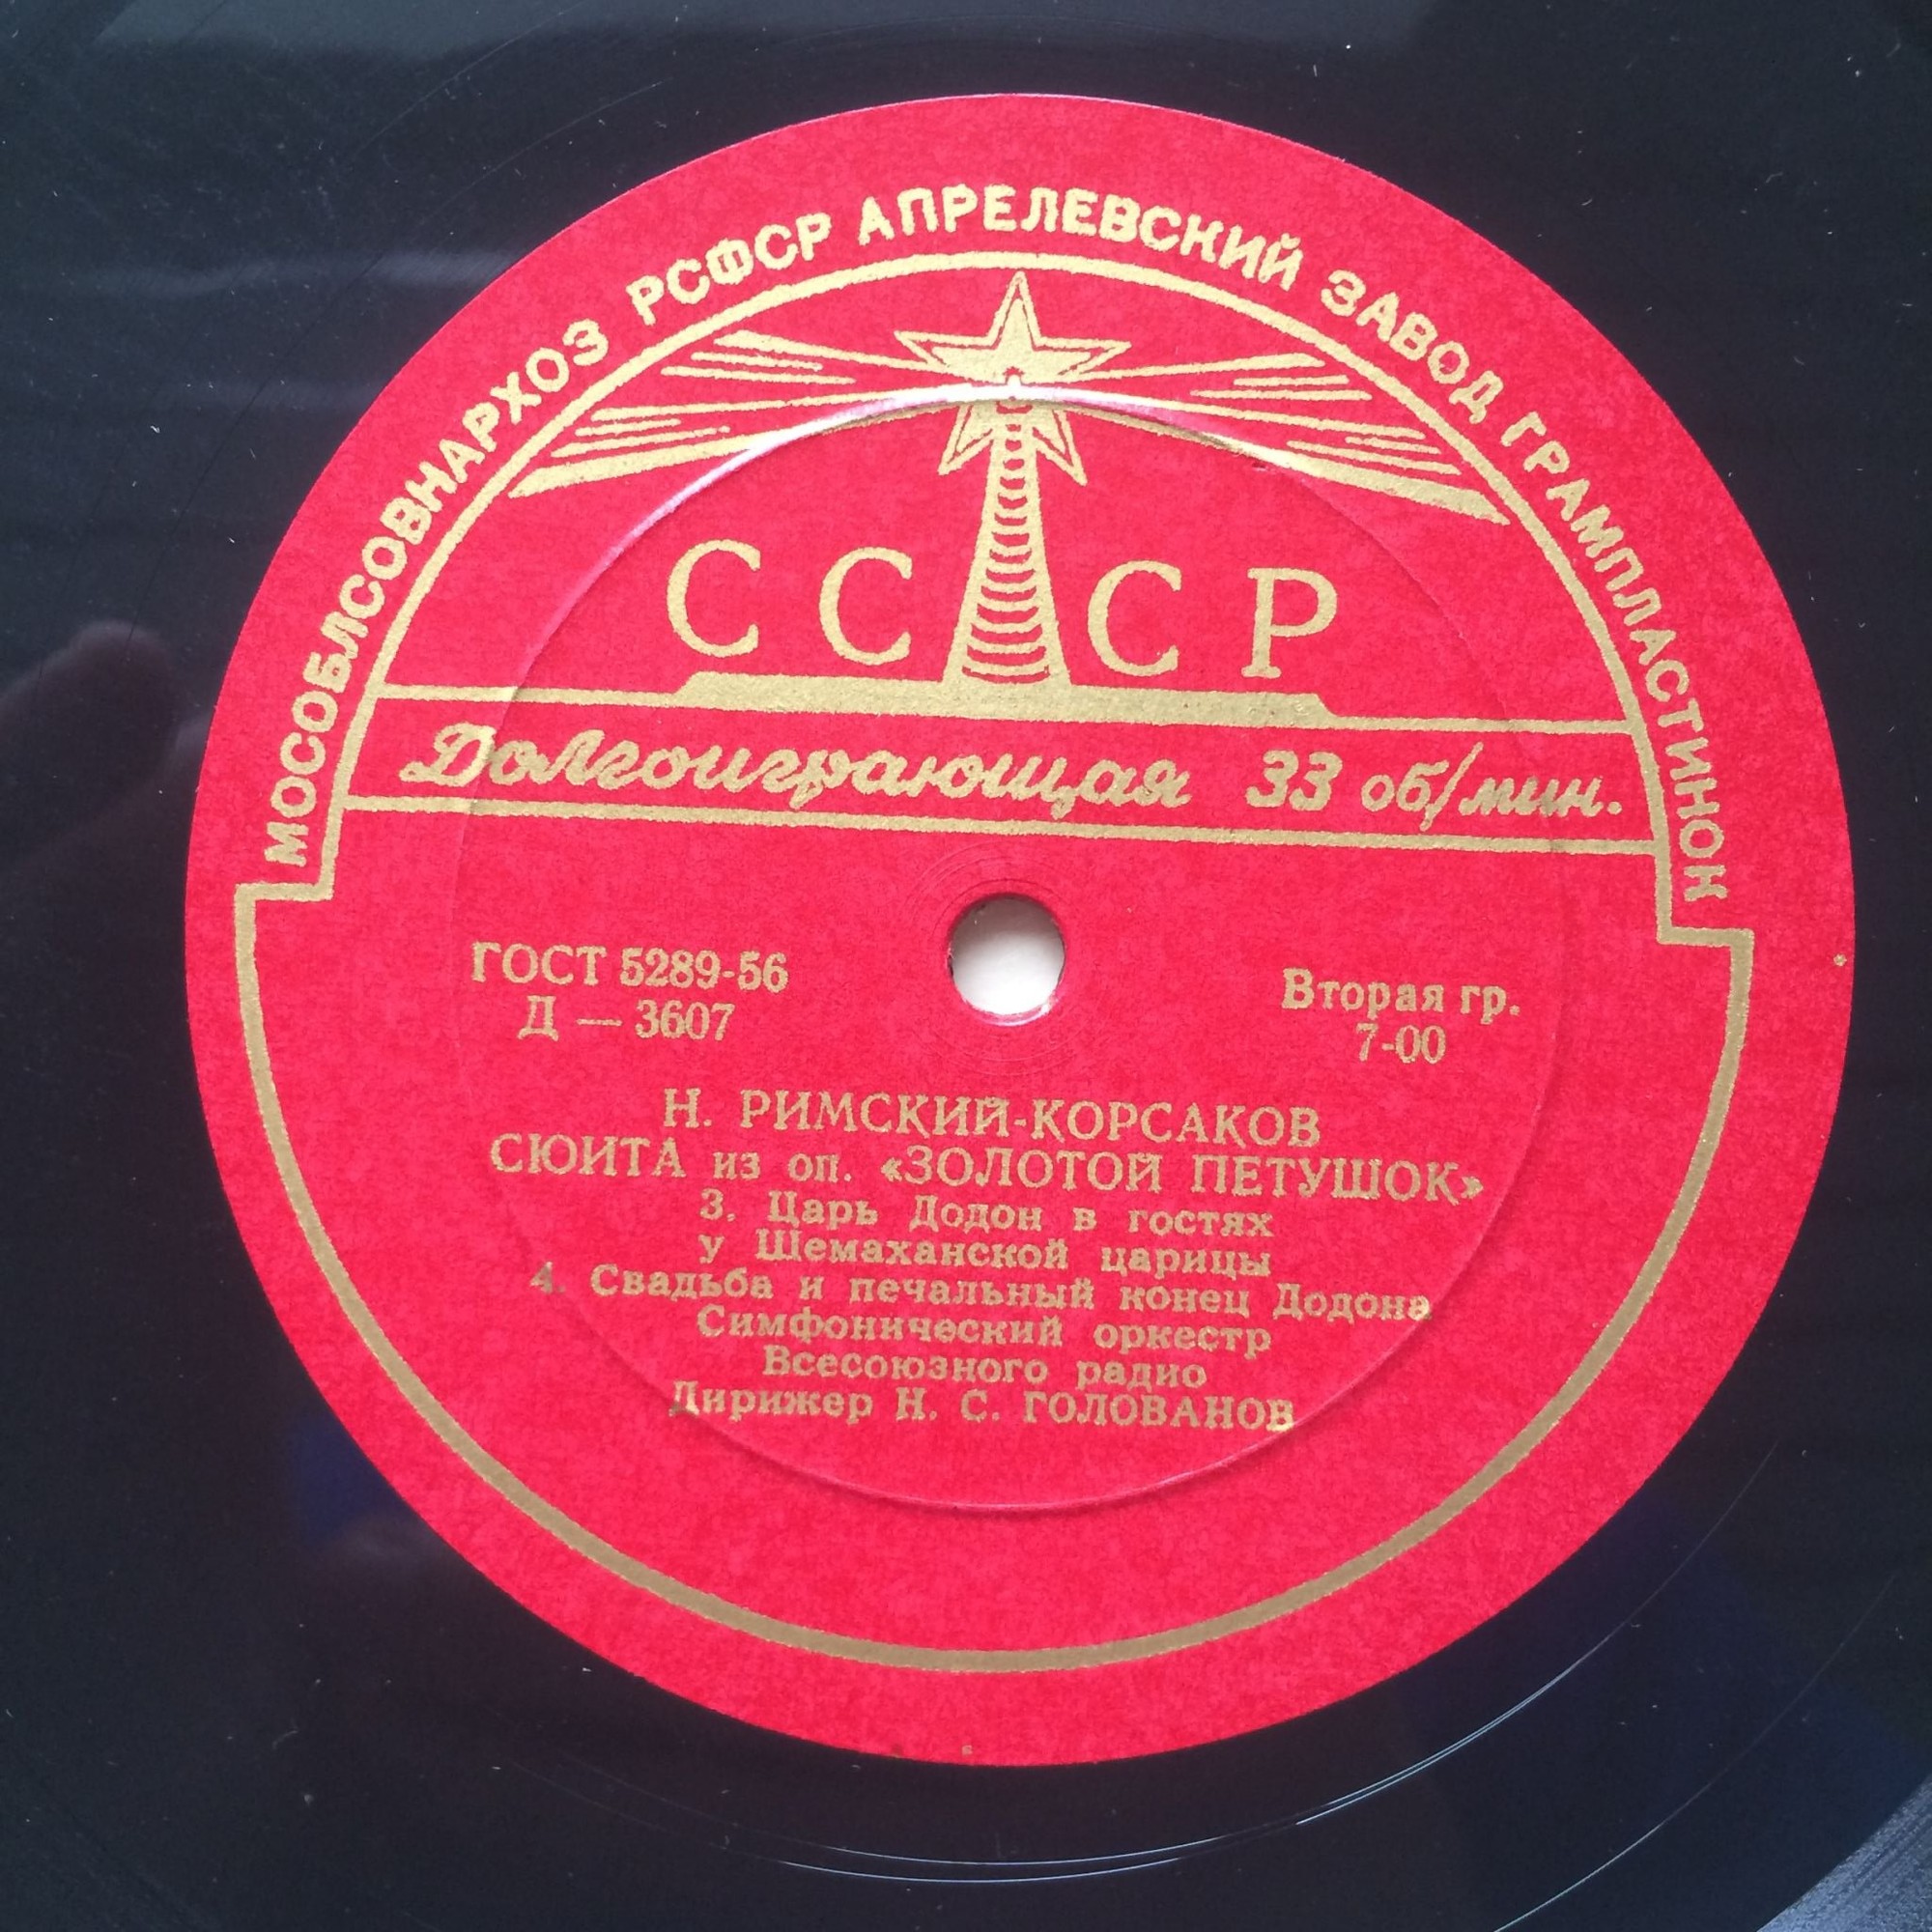 МОСОБЛСОВНАРХОЗ РСФСР АПРЕЛЕВСКИЙ ЗАВОД ГРАМПЛАСТИНОК
СССР
Долгоиграющая 33 об/мин.
ГОСТ 5289-56
Д — 3607
Вторая гр.
7-00
Н. РИМСКИЙ-КОРСАКОВ
СЮИТА из оп. «ЗОЛОТОЙ ПЕТУШОК»
3. Царь Додон в гостях
у Шемаханской царицы
4. Свадьба и печальный конец Додона
Симфонический оркестр
Всесоюзного радио
Дирижер Н. С. ГОЛОВАНОВ